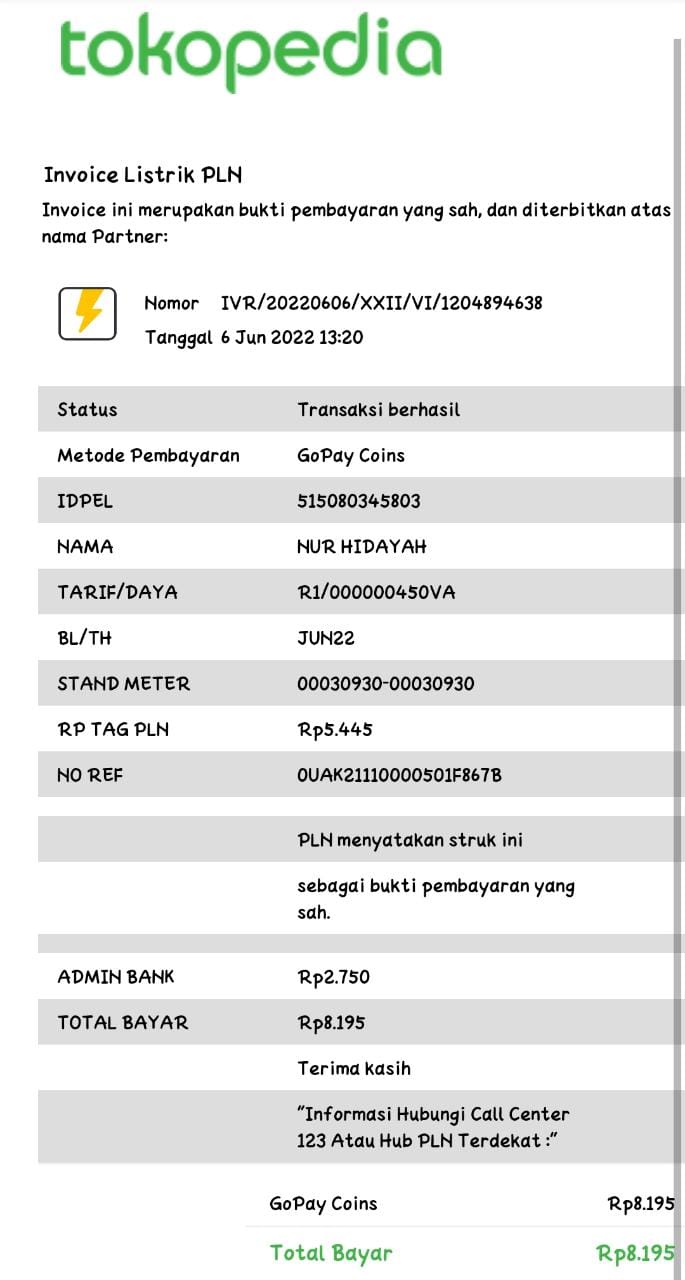 tokopedia
Invoice Listrik PLN
Invoice ini merupakan bukti pembayaran yang sah, dan diterbitkan atas
nama Partner:
Nomor IVR/20220606/XXII/VI/1204894638
Tanggal 6 Jun 2022 13:20
Status Transaksi berhasil
Metode Pembayaran GoPay Coins
IDPEL 515080345803
NAMA NUR HIDAYAH
TARIF/DAYA R1/000000450VA
BL/TH JUN22
STAND METER 00030930-00030930
RP TAG PLN Rp5.445
NO REF 0UAK21110000501F867B
PLN menyatakan struk ini
sebagai bukti pembayaran yang
sah.
ADMIN BANK Rp2.750
TOTAL BAYAR Rp8.195
Terima kasih
"Informasi Hubungi Call Center
123 Atau Hub PLN Terdekat :"
GoPay Coins Rp8.195
Total Bayar Rp8.195